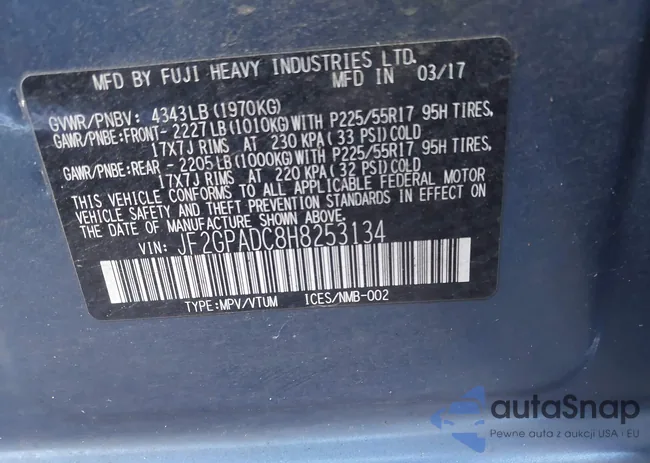 MFD BY FUJI HEAVY INDUSTRIES LTD.
MFD IN 03/17
GVWR/PNBV: 4343LB (1970KG)
GAWR/PNBE:FRONT- 2227LB(1010KG)WITH P225/55R17 95H TIRES,
17X7J RIMS AT 230 KPA(33 PSI)COLD
GAWR/PNBE:REAR - 2205LB(1000KG)WITH P225/55R17 95H TIRES,
17X7J RIMS AT 220 KPA(32 PSI)COLD
THIS VEHICLE CONFORMS TO ALL APPLICABLE FEDERAL MOTOR
VEHICLE SAFETY AND THEFT PREVENTION STANDARDS IN EFFECT ON
THE DATE OF MANUFACTURE SHOWN ABOVE.
VIN: JF2GPADC8H8253134
TYPE:MPV/VTUM ICES/NMB-002
autaSnap
Pewne auta z aukcji USA i EU